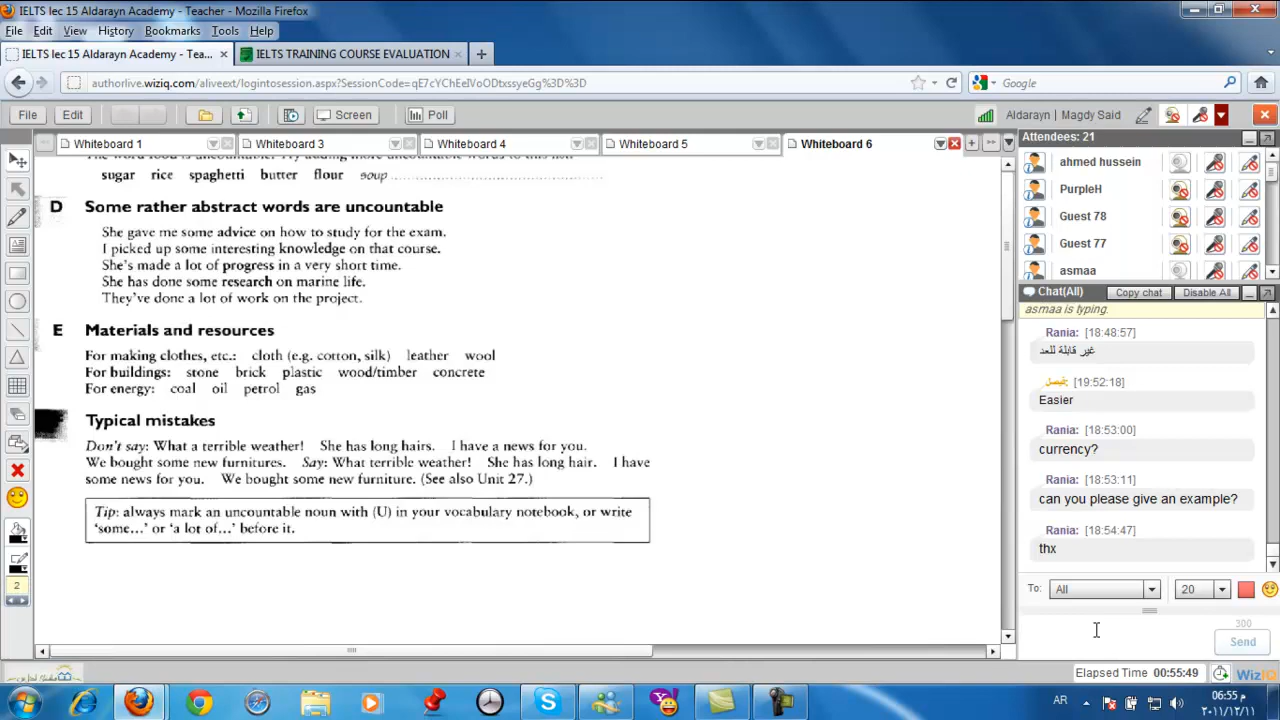 IELTS lec 15 Aldarayn Academy - Teacher - Mozilla Firefox
File Edit View History Bookmarks Tools Help
IELTS lec 15 Aldarayn Academy - Tea... IELTS TRAINING COURSE EVALUATION
authorlive.wiziq.com/aliveext/logintosession.aspx?SessionCode=qE7cYChEelVoODtxssyeGg%3D%3D Google
File Edit Screen Poll Aldarayn | Magdy Said
Whiteboard 1 Whiteboard 3 Whiteboard 4 Whiteboard 5 Whiteboard 6
sugar rice spaghetti butter flour soup
D Some rather abstract words are uncountable
She gave me some advice on how to study for the exam.
I picked up some interesting knowledge on that course.
She's made a lot of progress in a very short time.
She has done some research on marine life.
They've done a lot of work on the project.
E Materials and resources
For making clothes, etc.: cloth (e.g. cotton, silk) leather wool
For buildings: stone brick plastic wood/timber concrete
For energy: coal oil petrol gas
Typical mistakes
Don't say: What a terrible weather! She has long hairs. I have a news for you.
We bought some new furnitures. Say: What terrible weather! She has long hair. I have
some news for you. We bought some new furniture. (See also Unit 27.)
Tip: always mark an uncountable noun with (U) in your vocabulary notebook, or write
'some...' or 'a lot of...' before it.
2
Attendees: 21
ahmed hussein
PurpleH
Guest 78
Guest 77
asmaa
Chat(All) Copy chat Disable All
asmaa is typing.
Rania: [18:48:57]
غير قابلة للعد
فيصل: [19:52:18]
Easier
Rania: [18:53:00]
currency?
Rania: [18:53:11]
can you please give an example?
Rania: [18:54:47]
thx
To: All 20
300
Send
Elapsed Time 00:55:49 WizIQ
AR 06:55 م
٢٠١١/١٢/١١